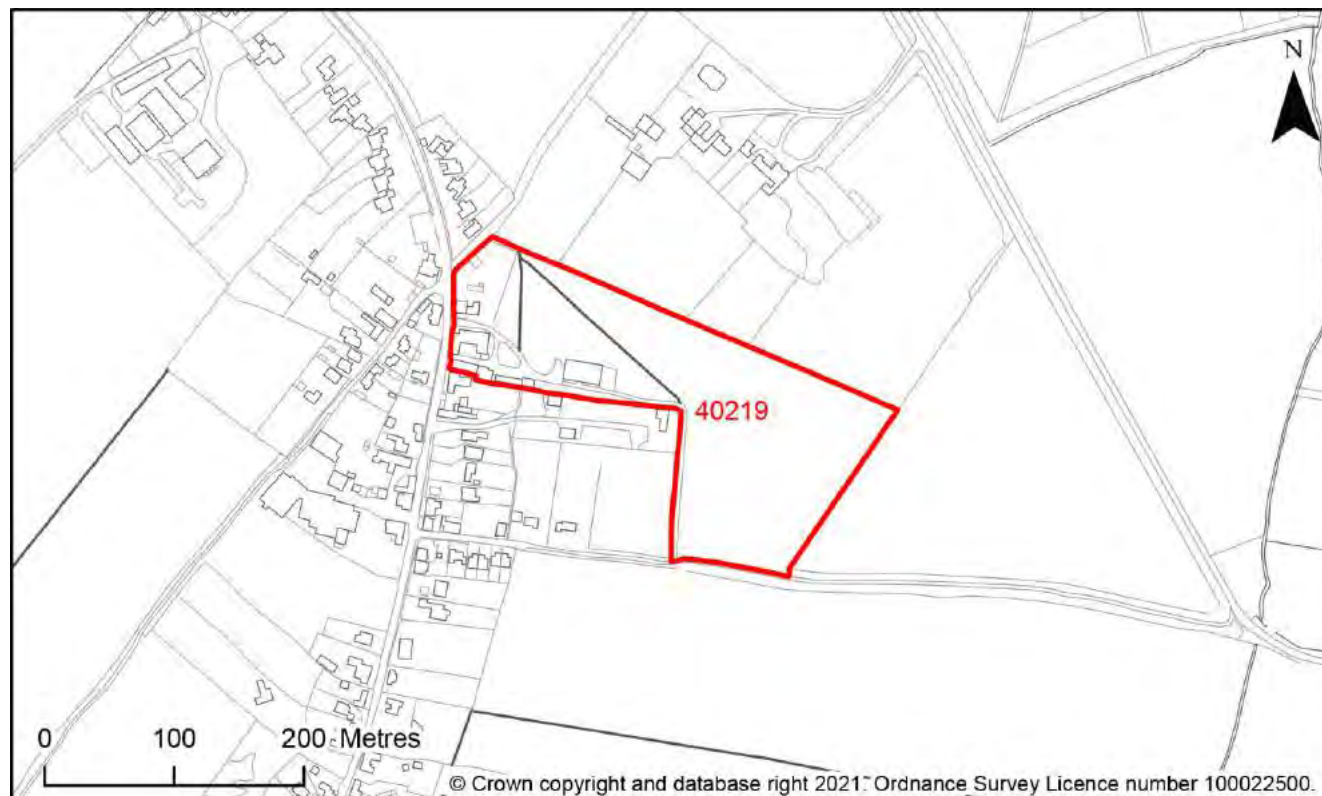 N
40219
0 100 200 Metres
© Crown copyright and database right 2021. Ordnance Survey Licence number 100022500.